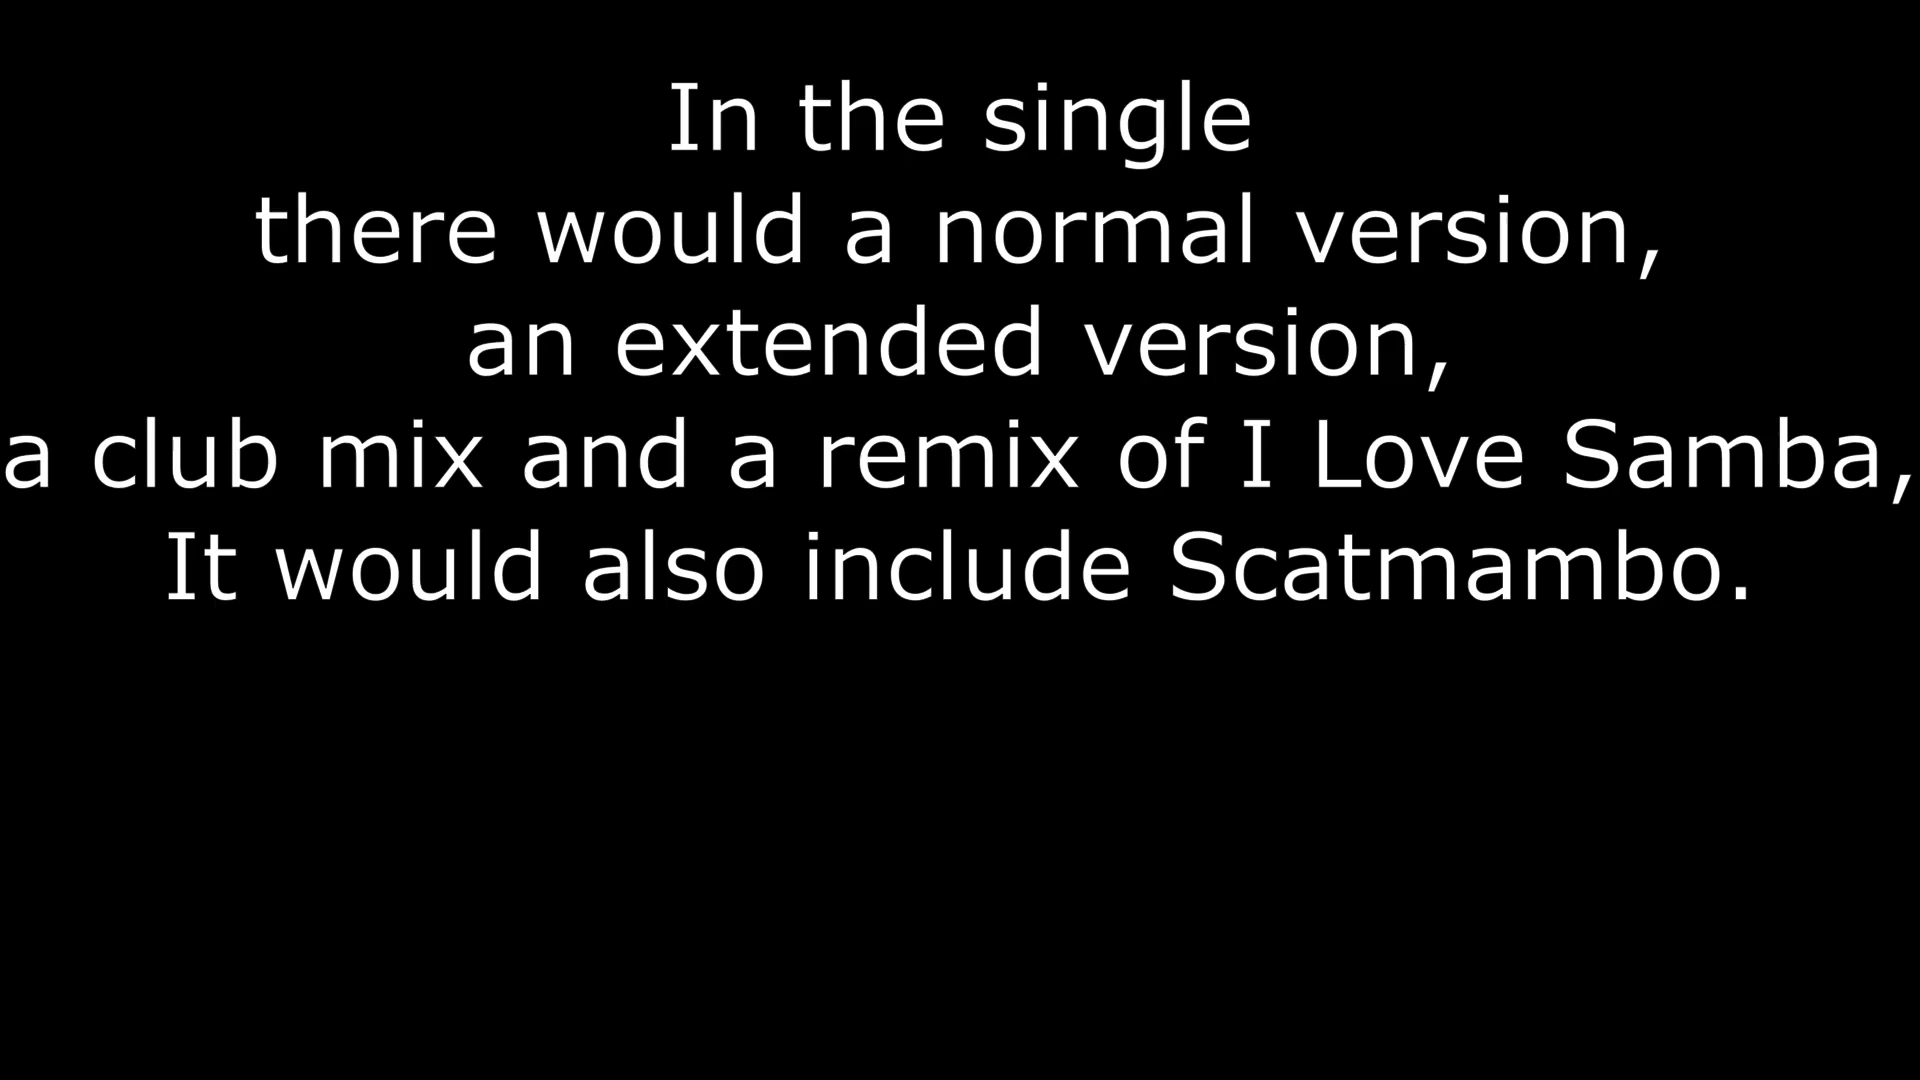 In the single
there would a normal version,
an extended version,
a club mix and a remix of I Love Samba,
It would also include Scatmambo.